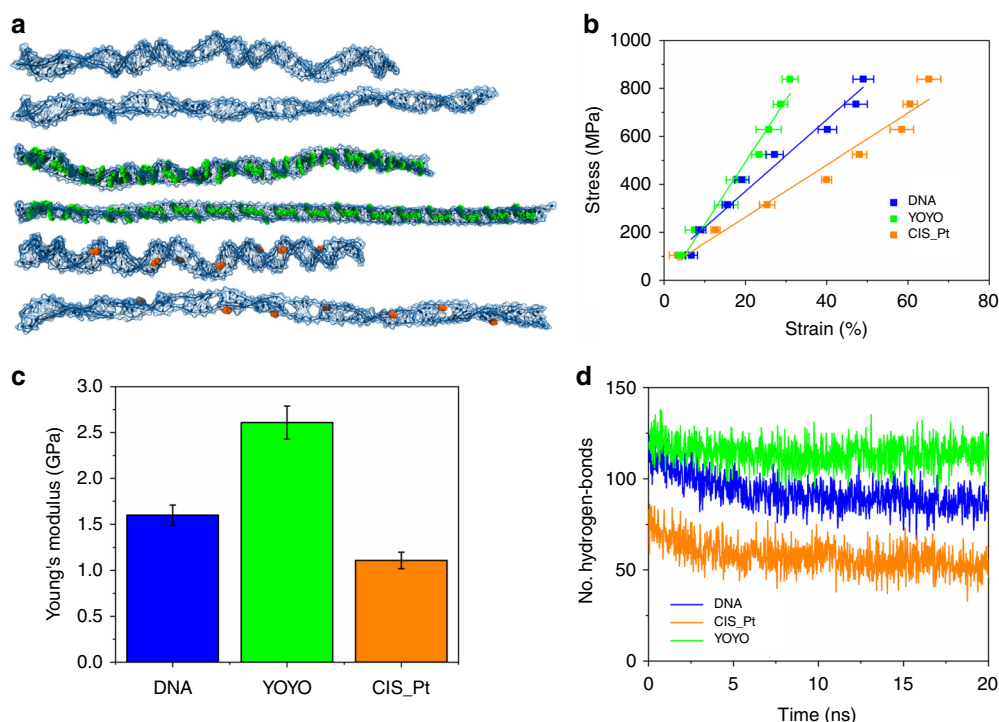 a
b
1000
800
600
400
200
0
Stress (MPa)
0
20
40
60
80
Strain (%)
DNA
YOYO
CIS_Pt
c
3.0
2.5
2.0
1.5
1.0
0.5
0.0
Young's modulus (GPa)
DNA
YOYO
CIS_Pt
d
150
100
50
0
No. hydrogen-bonds
DNA
CIS_Pt
YOYO
0
5
10
15
20
Time (ns)